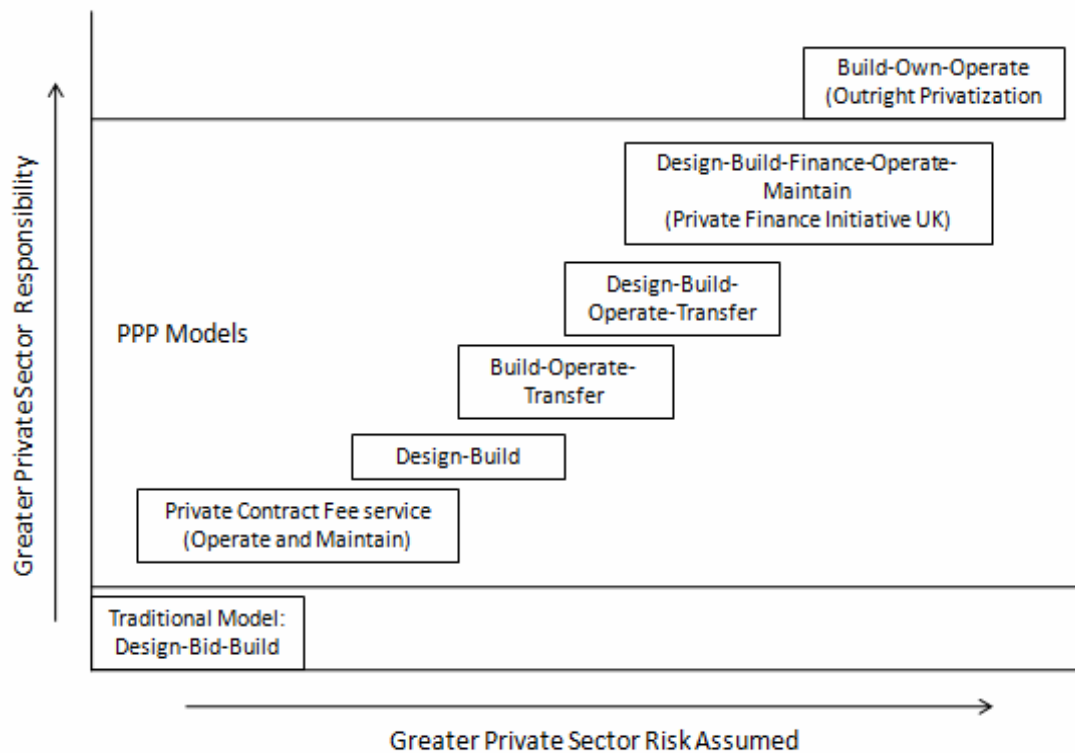 Build-Own-Operate
(Outright Privatization
Design-Build-Finance-Operate-
Maintain
(Private Finance Initiative UK)
Design-Build-
Operate-Transfer
PPP Models
Build-Operate-
Transfer
Design-Build
Private Contract Fee service
(Operate and Maintain)
Traditional Model:
Design-Bid-Build
Greater Private Sector Responsibility
Greater Private Sector Risk Assumed